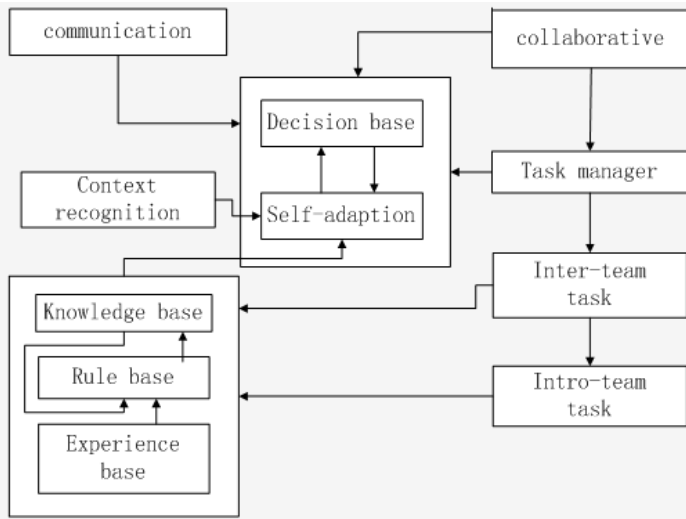 communication
collaborative
Decision base
Context
recognition
Self-adaption
Task manager
Inter-team
task
Knowledge base
Rule base
Intro-team
task
Experience
base